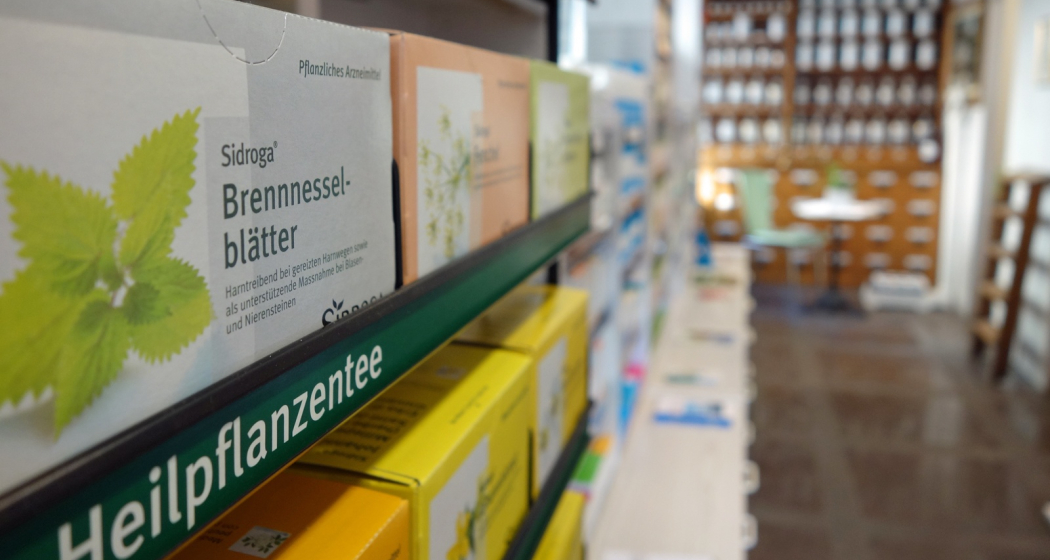 Pflanzliches Arzneimittel
Sidroga®
Brennnessel-
blätter
Harntreibend bei gereizten Harnwegen sowie
als unterstützende Massnahme bei Blasen-
und Nierensteinen
Heilpflanzentee